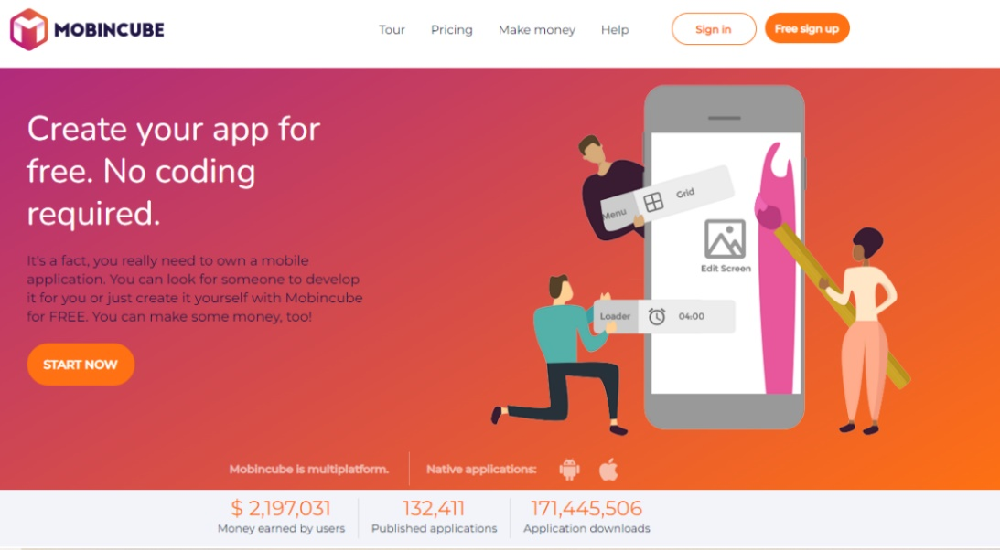 MOBINCUBE
Tour
Pricing
Make money
Help
Sign in
Free sign up
Create your app for
free. No coding
required.
It's a fact, you really need to own a mobile
application. You can look for someone to develop
it for you or just create it yourself with Mobincube
for FREE. You can make some money, too!
START NOW
Menu
Grid
Edit Screen
Loader
04:00
Mobincube is multiplatform.
Native applications:
$ 2,197,031
Money earned by users
132,411
Published applications
171,445,506
Application downloads